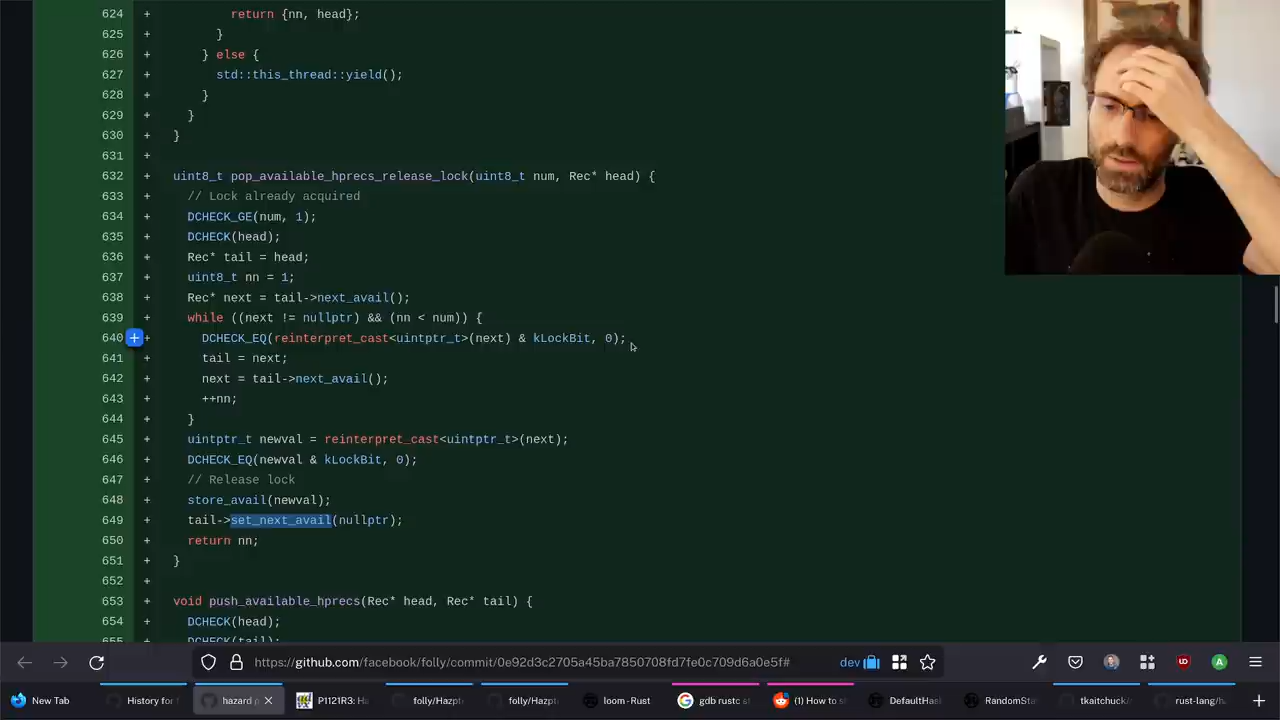 624 + return {nn, head};
625 + }
626 + } else {
627 + std::this_thread::yield();
628 + }
629 + }
630 + }
631 +
632 + uint8_t pop_available_hprecs_release_lock(uint8_t num, Rec* head) {
633 + // Lock already acquired
634 + DCHECK_GE(num, 1);
635 + DCHECK(head);
636 + Rec* tail = head;
637 + uint8_t nn = 1;
638 + Rec* next = tail->next_avail();
639 + while ((next != nullptr) && (nn < num)) {
640 + DCHECK_EQ(reinterpret_cast<uintptr_t>(next) & kLockBit, 0);
641 + tail = next;
642 + next = tail->next_avail();
643 + ++nn;
644 + }
645 + uintptr_t newval = reinterpret_cast<uintptr_t>(next);
646 + DCHECK_EQ(newval & kLockBit, 0);
647 + // Release lock
648 + store_avail(newval);
649 + tail->set_next_avail(nullptr);
650 + return nn;
651 + }
652 +
653 + void push_available_hprecs(Rec* head, Rec* tail) {
654 + DCHECK(head);
655 + DCHECK(tail);
https://github.com/facebook/folly/commit/0e92d3c2705a45ba7850708fd7fe0c709d6a0e5f# dev
New Tab History for hazard p P1121R3: Ha folly/Hazpt folly/Hazpt loom - Rust gdb rustc s (1) How to s DefaultHas RandomSta tkaitchuck/ rust-lang/h